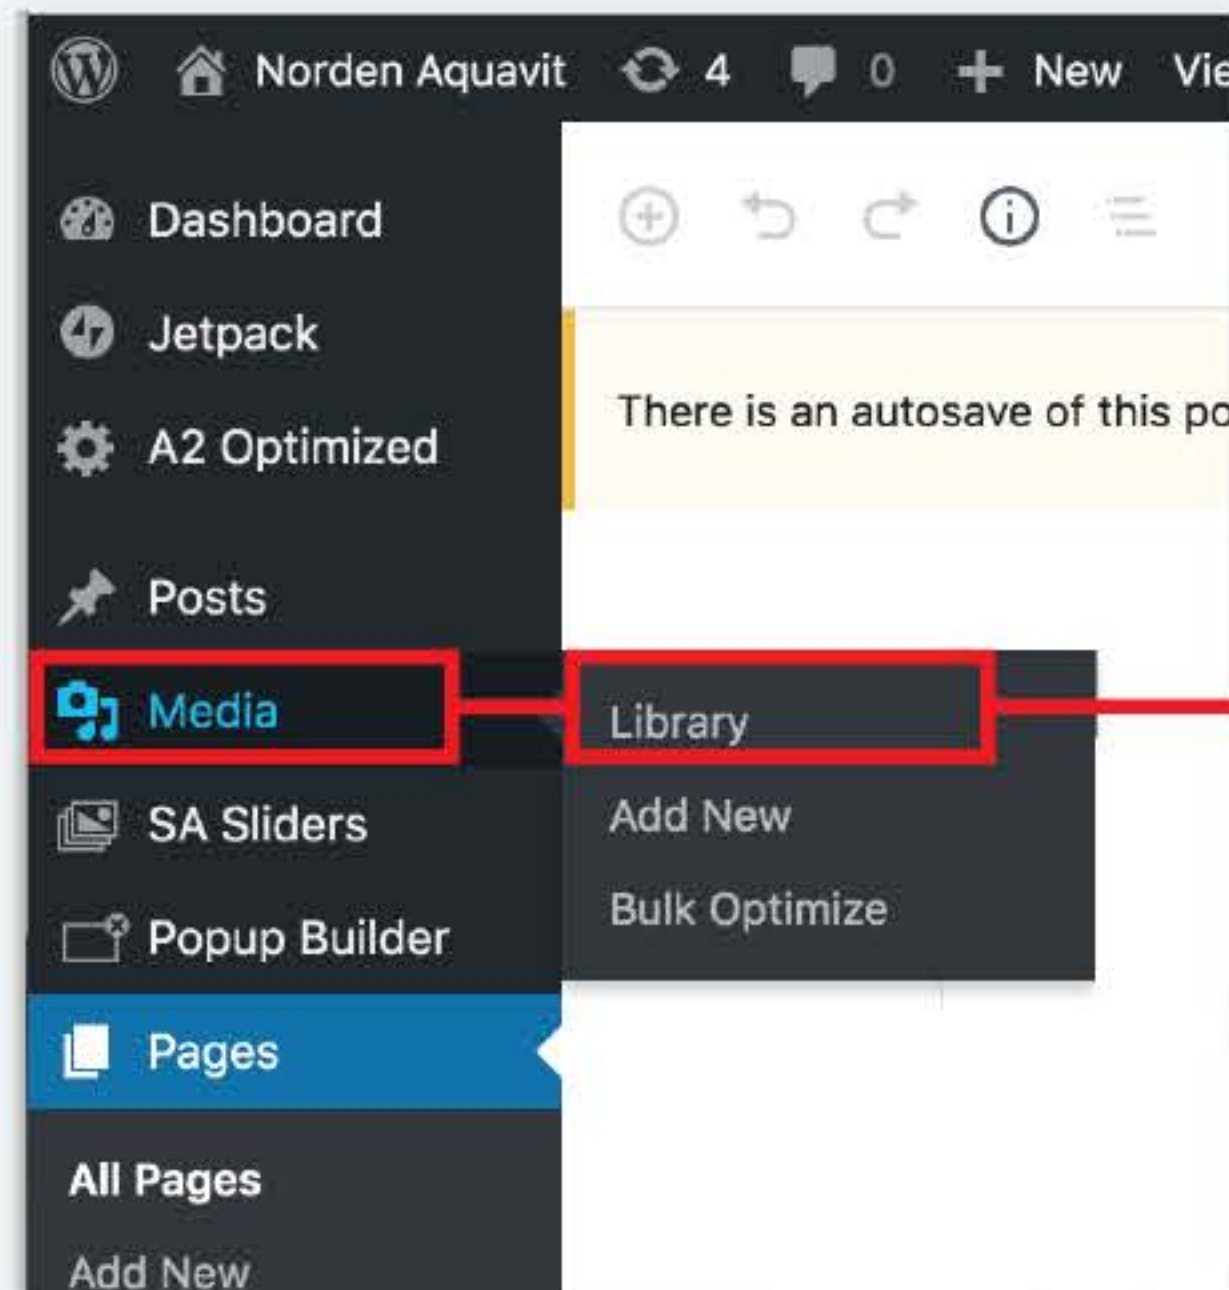 Norden Aquavit 4 0 New Vie
Dashboard
Jetpack
A2 Optimized
There is an autosave of this po
Posts
Media
Library
Add New
Bulk Optimize
SA Sliders
Popup Builder
Pages
All Pages
Add New